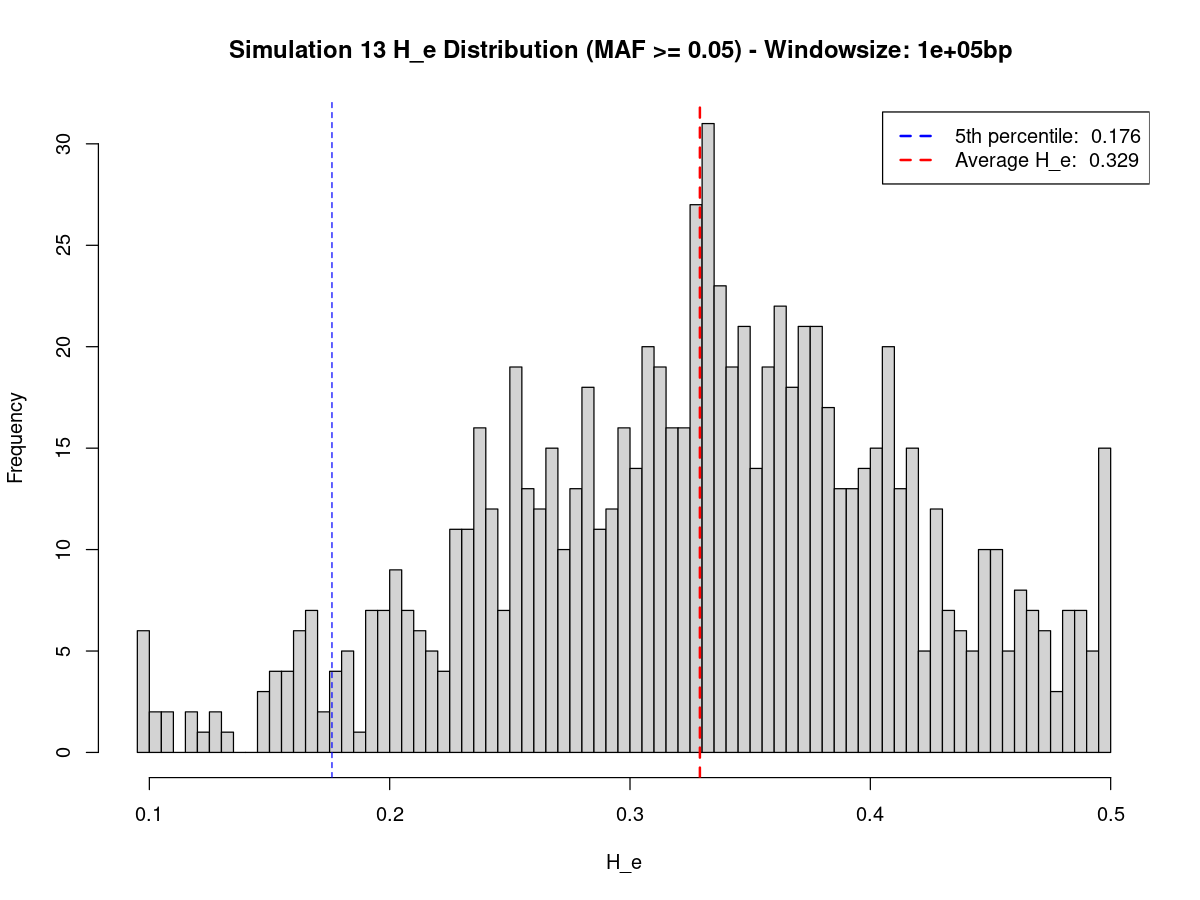 Simulation 13 H_e Distribution (MAF >= 0.05) - Windowsize: 1e+05bp
5th percentile: 0.176
Average H_e: 0.329
Frequency
30
25
20
15
10
5
0
0.1 0.2 0.3 0.4 0.5
H_e